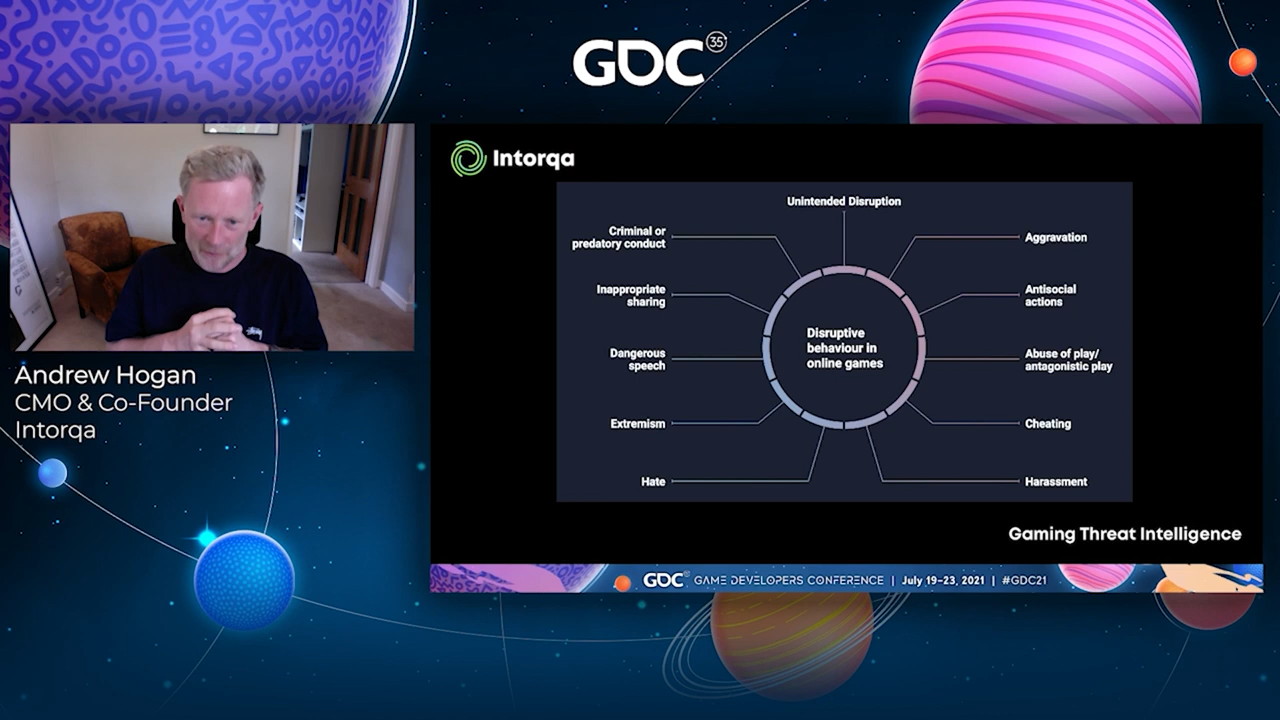 GDC 35
Intorqa
Unintended Disruption
Criminal or
predatory conduct
Aggravation
Inappropriate
sharing
Antisocial
actions
Disruptive
behaviour in
online games
Dangerous
speech
Abuse of play/
antagonistic play
Extremism
Cheating
Hate
Harassment
Gaming Threat Intelligence
Andrew Hogan
CMO & Co-Founder
Intorqa
GDC GAME DEVELOPERS CONFERENCE | July 19-23, 2021 | #GDC21